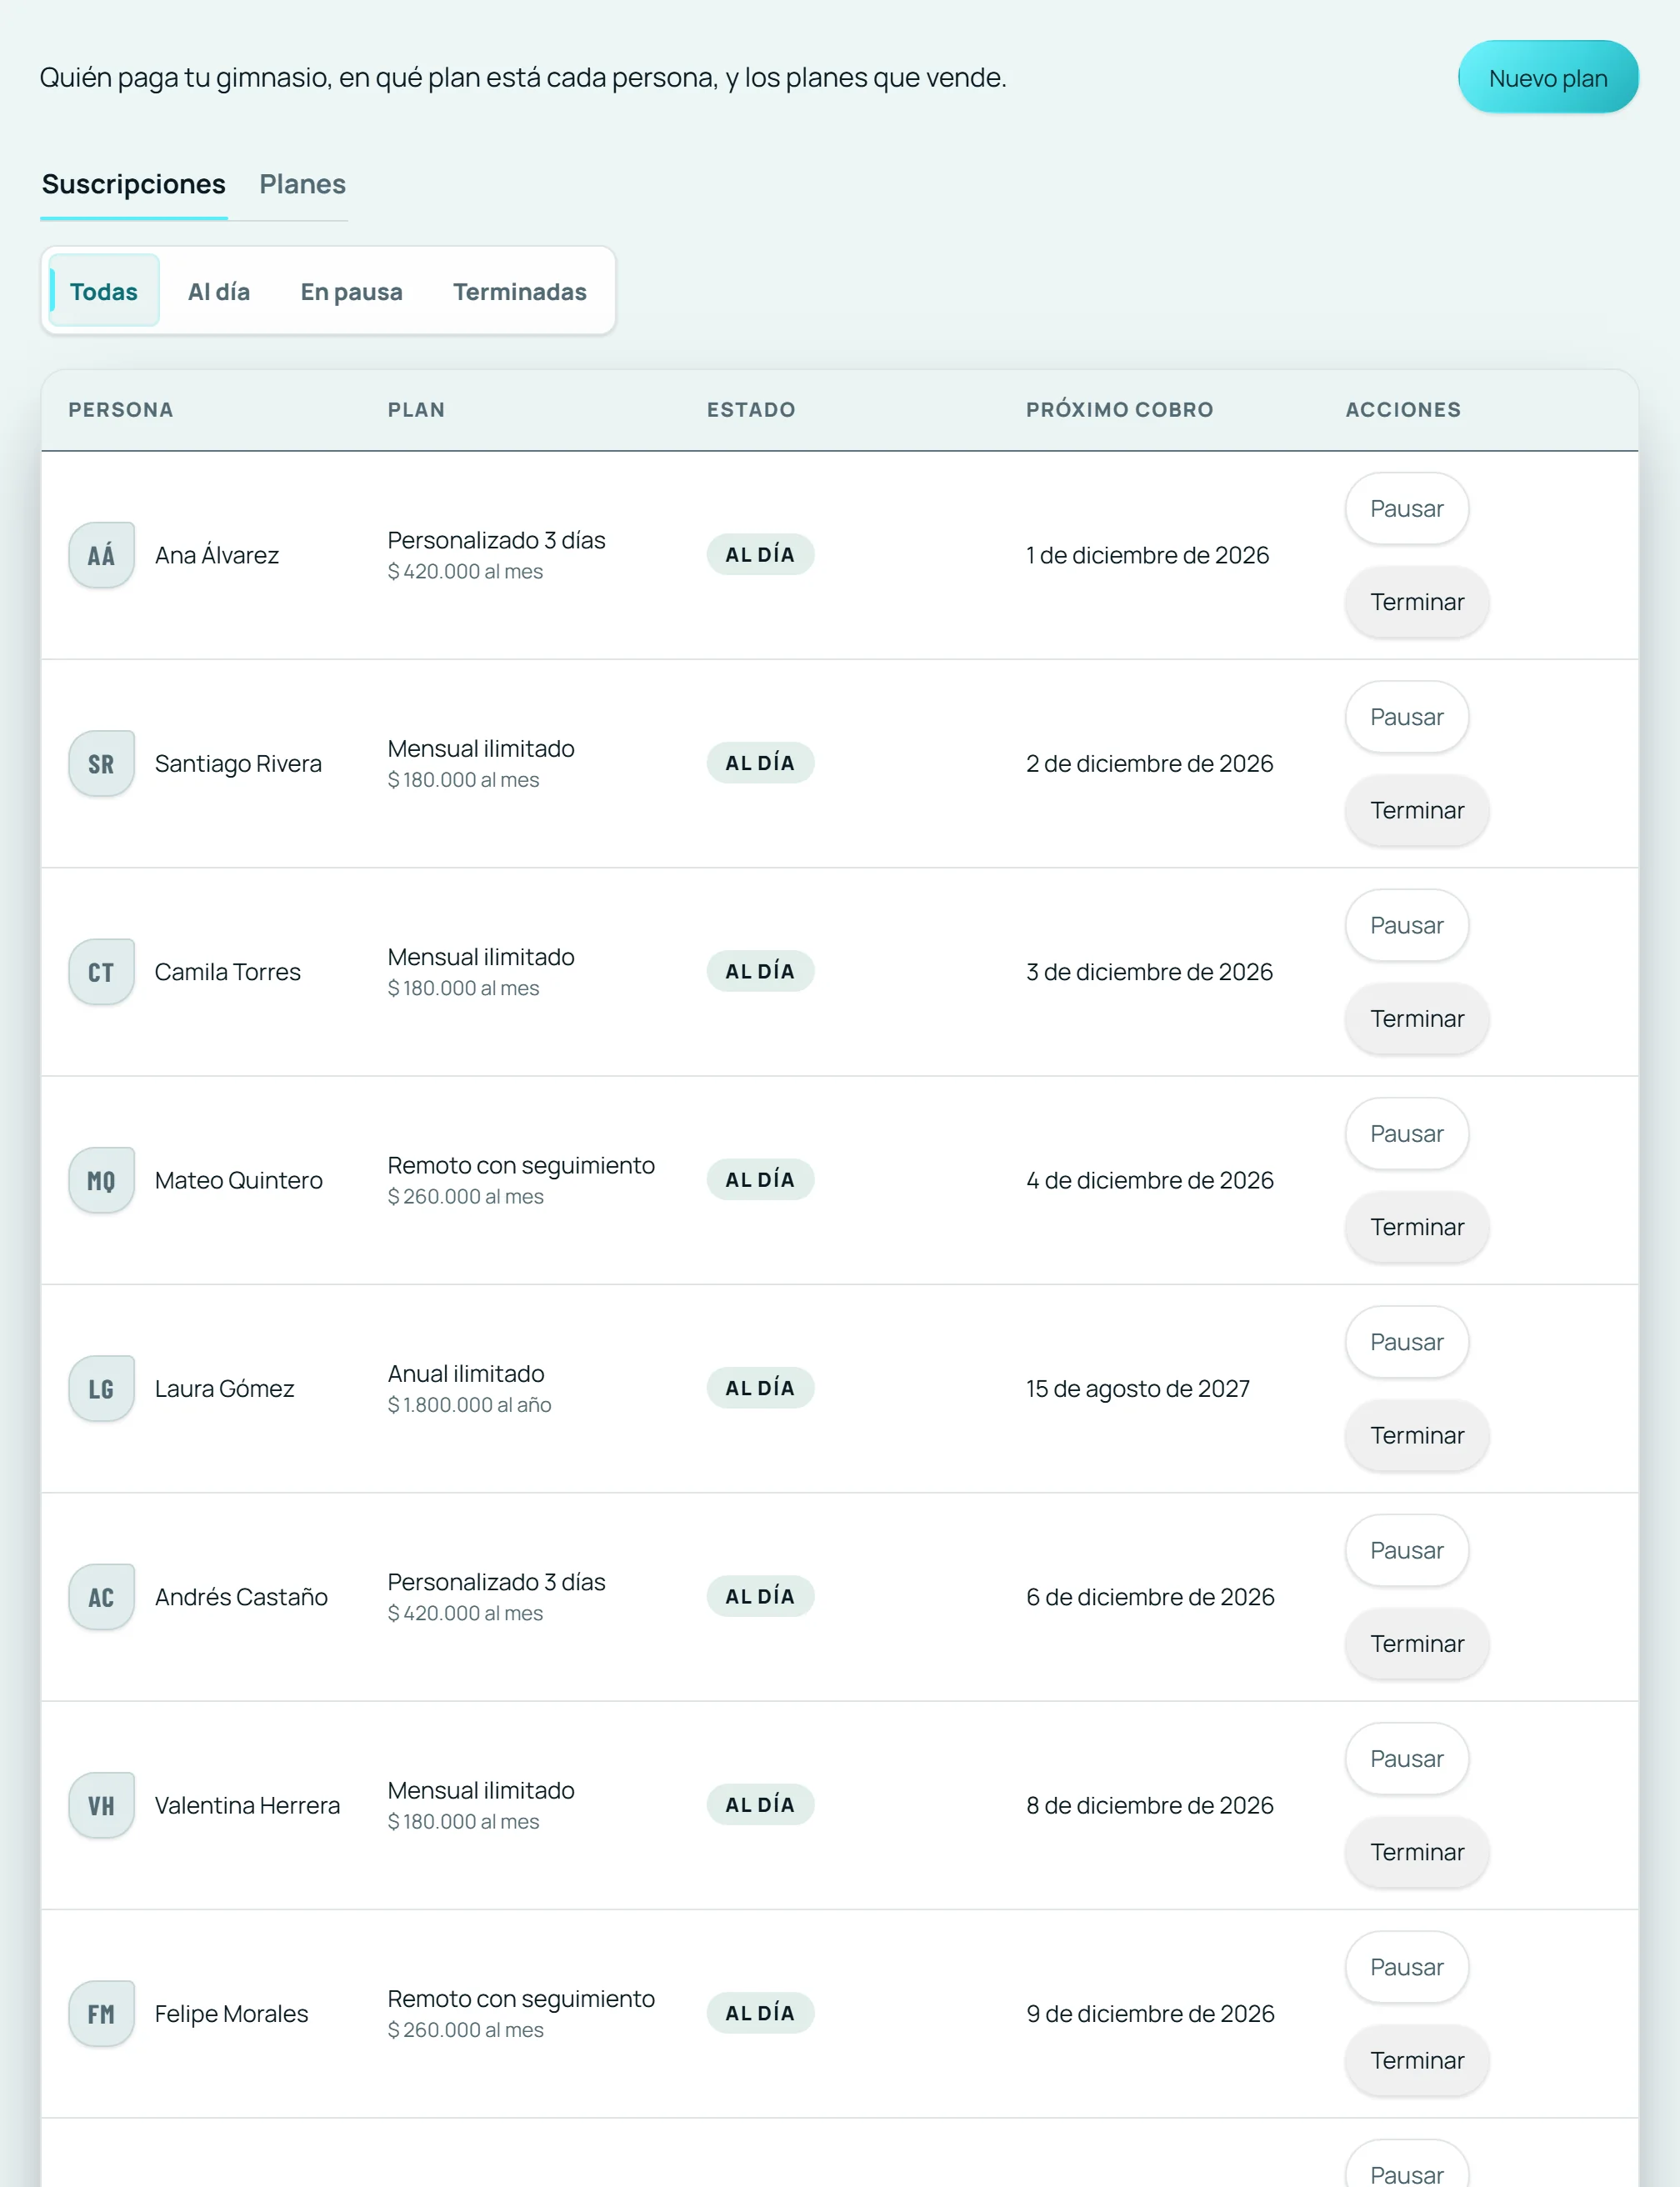 Quién paga tu gimnasio, en qué plan está cada persona, y los planes que vende.
Nuevo plan
Suscripciones Planes
Todas Al día En pausa Terminadas
PERSONA PLAN ESTADO PRÓXIMO COBRO ACCIONES
AÁ Ana Álvarez
Personalizado 3 días
$ 420.000 al mes
AL DÍA
1 de diciembre de 2026
Pausar
Terminar
SR Santiago Rivera
Mensual ilimitado
$ 180.000 al mes
AL DÍA
2 de diciembre de 2026
Pausar
Terminar
CT Camila Torres
Mensual ilimitado
$ 180.000 al mes
AL DÍA
3 de diciembre de 2026
Pausar
Terminar
MQ Mateo Quintero
Remoto con seguimiento
$ 260.000 al mes
AL DÍA
4 de diciembre de 2026
Pausar
Terminar
LG Laura Gómez
Anual ilimitado
$ 1.800.000 al año
AL DÍA
15 de agosto de 2027
Pausar
Terminar
AC Andrés Castaño
Personalizado 3 días
$ 420.000 al mes
AL DÍA
6 de diciembre de 2026
Pausar
Terminar
VH Valentina Herrera
Mensual ilimitado
$ 180.000 al mes
AL DÍA
8 de diciembre de 2026
Pausar
Terminar
FM Felipe Morales
Remoto con seguimiento
$ 260.000 al mes
AL DÍA
9 de diciembre de 2026
Pausar
Terminar
Pausar